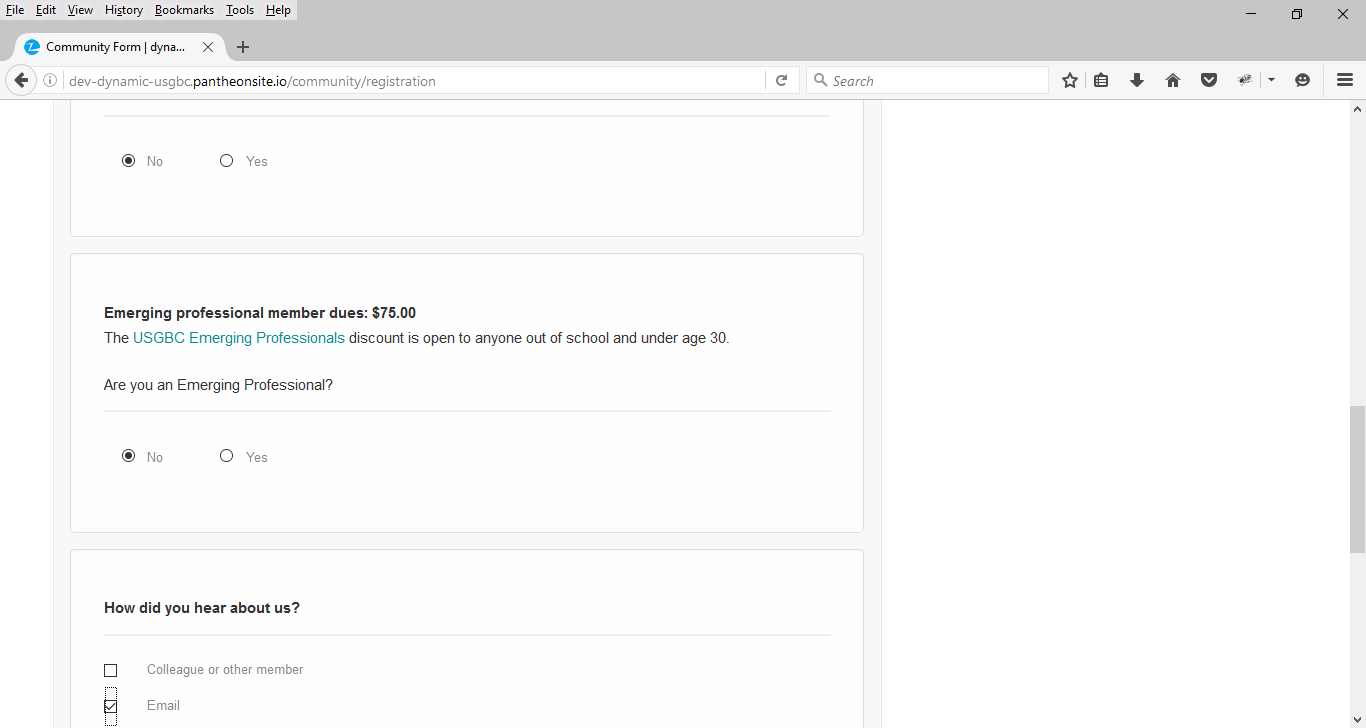 File Edit View History Bookmarks Tools Help
Community Form | dyna...
dev-dynamic-usgbc.pantheonsite.io/community/registration
Search
No Yes
Emerging professional member dues: $75.00
The USGBC Emerging Professionals discount is open to anyone out of school and under age 30.
Are you an Emerging Professional?
No Yes
How did you hear about us?
Colleague or other member
Email